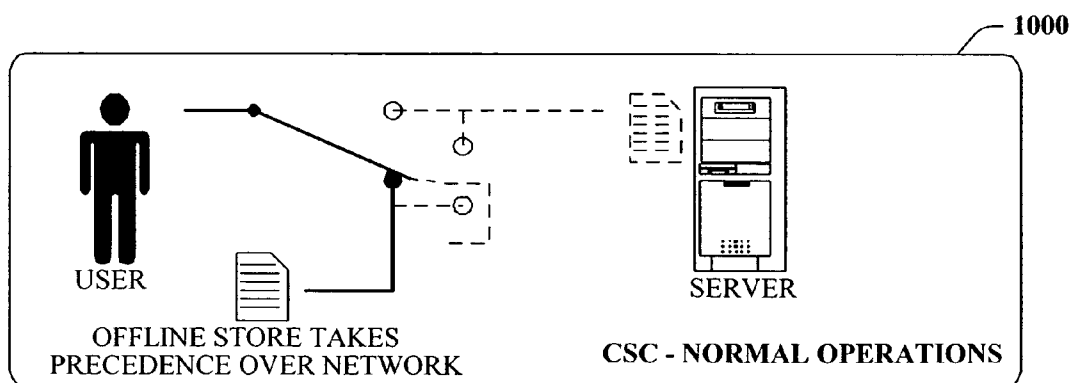 1000
USER
SERVER
OFFLINE STORE TAKES
PRECEDENCE OVER NETWORK
CSC - NORMAL OPERATIONS